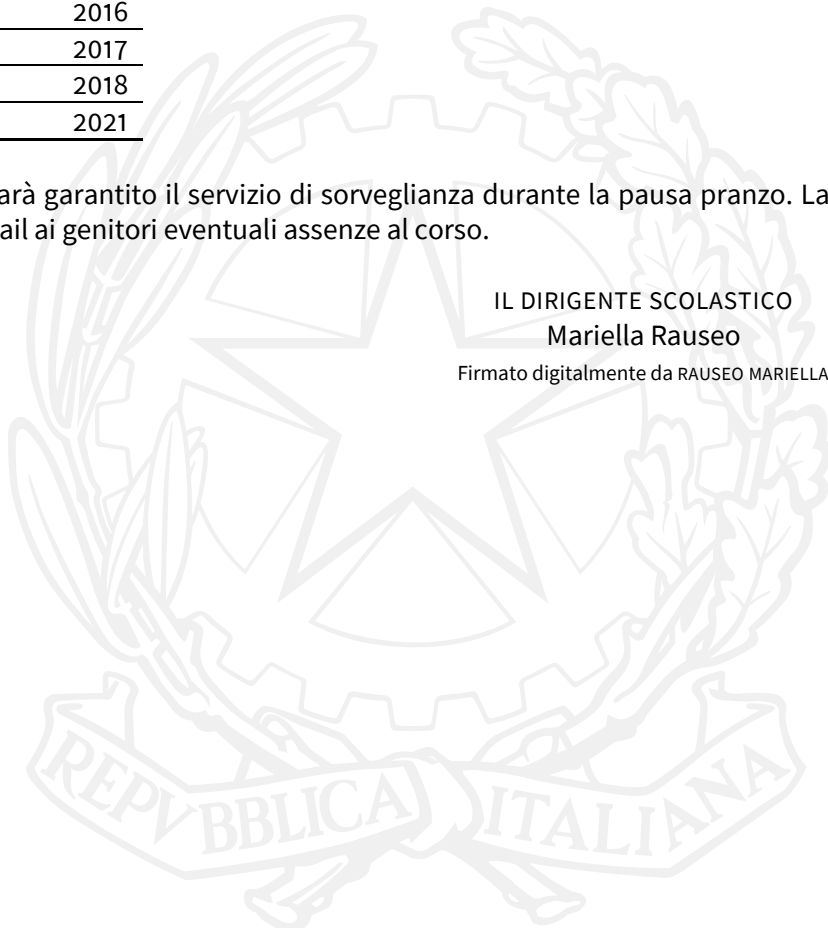 2016
2017
2018
2021
arà garantito il servizio di sorveglianza durante la pausa pranzo. La
ail ai genitori eventuali assenze al corso.
IL DIRIGENTE SCOLASTICO
Mariella Rauseo
Firmato digitalmente da RAUSEO MARIELLA
REPVBBLICA ITALIANA